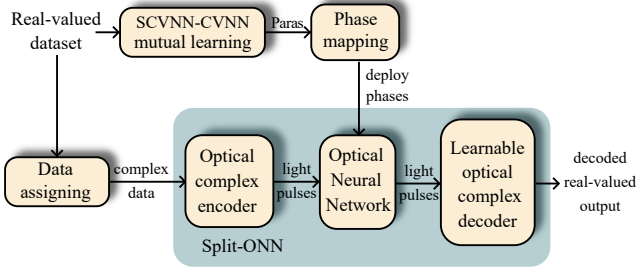 Real-valued
dataset
SCVNN-CVNN
mutual learning
Paras
Phase
mapping
deploy
phases
Data
assigning
complex
data
Optical
complex
encoder
light
pulses
Optical
Neural
Network
light
pulses
Learnable
optical
complex
decoder
decoded
real-valued
output
Split-ONN